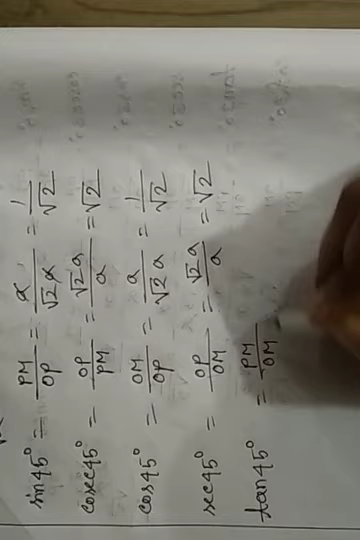 sin45° = PM/OP = a/√2a = 1/√2
cosec45° = OP/PM = √2a/a = √2
cos45° = OM/OP = a/√2a = 1/√2
sec45° = OP/OM = √2a/a = √2
tan45° = PM/OM